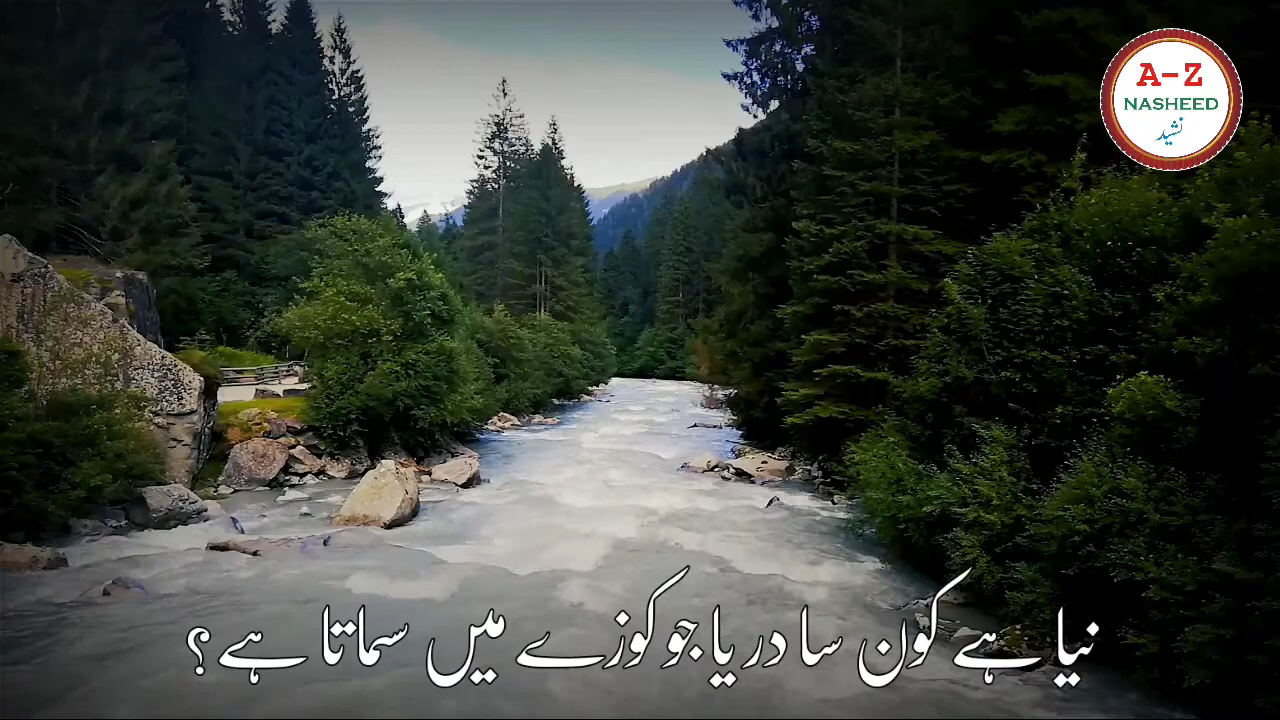 A-Z
NASHEED
نشید
نیا ہے کون سا دریا جو کوزے میں سماتا ہے؟